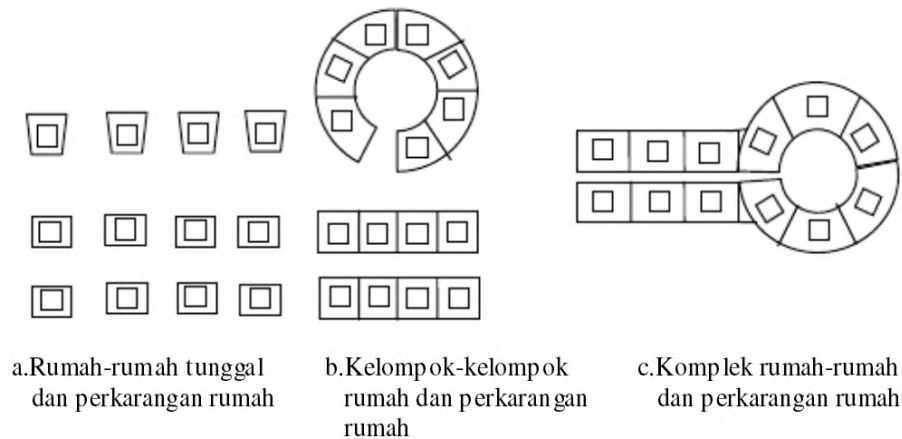 a.Rumah-rumah tunggal
dan perkarangan rumah
b.Kelompok-kelompok
rumah dan perkarangan
rumah
c.Komplek rumah-rumah
dan perkarangan rumah